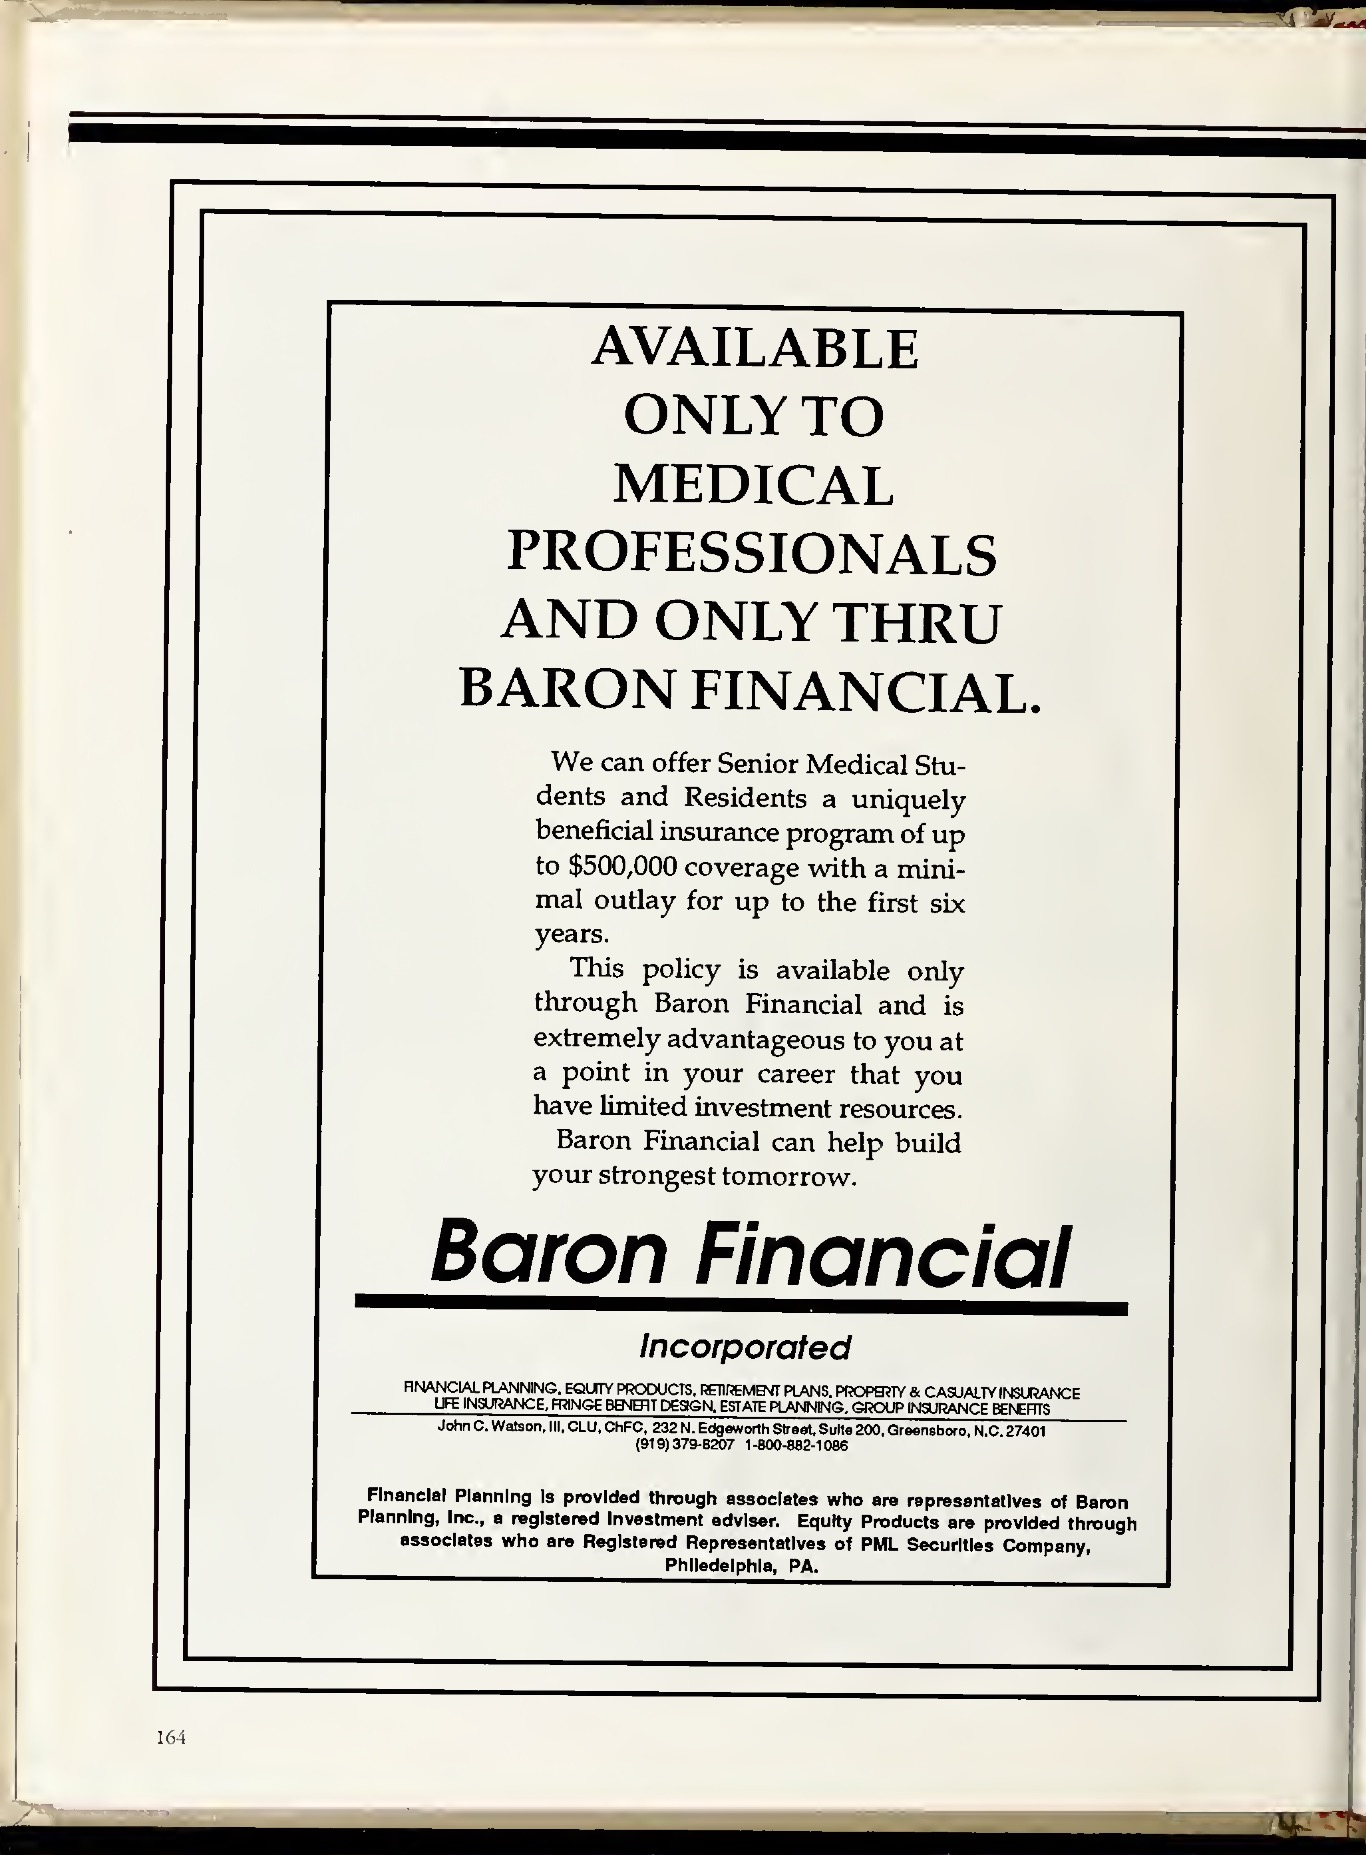 AVAILABLE
ONLY TO
MEDICAL
PROFESSIONALS
AND ONLY THRU
BARON FINANCIAL.
We can offer Senior Medical Stu-
dents and Residents a uniquely
beneficial insurance program of up
to $500,000 coverage with a mini-
mal outlay for up to the first six
years.
This policy is available only
through Baron Financial and is
extremely advantageous to you at
a point in your career that you
have limited investment resources.
Baron Financial can help build
your strongest tomorrow.
Baron Financial
Incorporated
FINANCIAL PLANNING, EQUITY PRODUCTS, RETIREMENT PLANS, PROPERTY & CASUALTY INSURANCE
LIFE INSURANCE, FRINGE BENEFIT DESIGN, ESTATE PLANNING, GROUP INSURANCE BENEFITS
John C. Watson, III, CLU, ChFC, 232 N. Edgeworth Street, Suite 200, Greensboro, N.C. 27401
(919) 379-8207 1-800-882-1086
Financial Planning is provided through associates who are representatives of Baron
Planning, Inc., a registered investment adviser. Equity Products are provided through
associates who are Registered Representatives of PML Securities Company,
Philadelphia, PA.
164